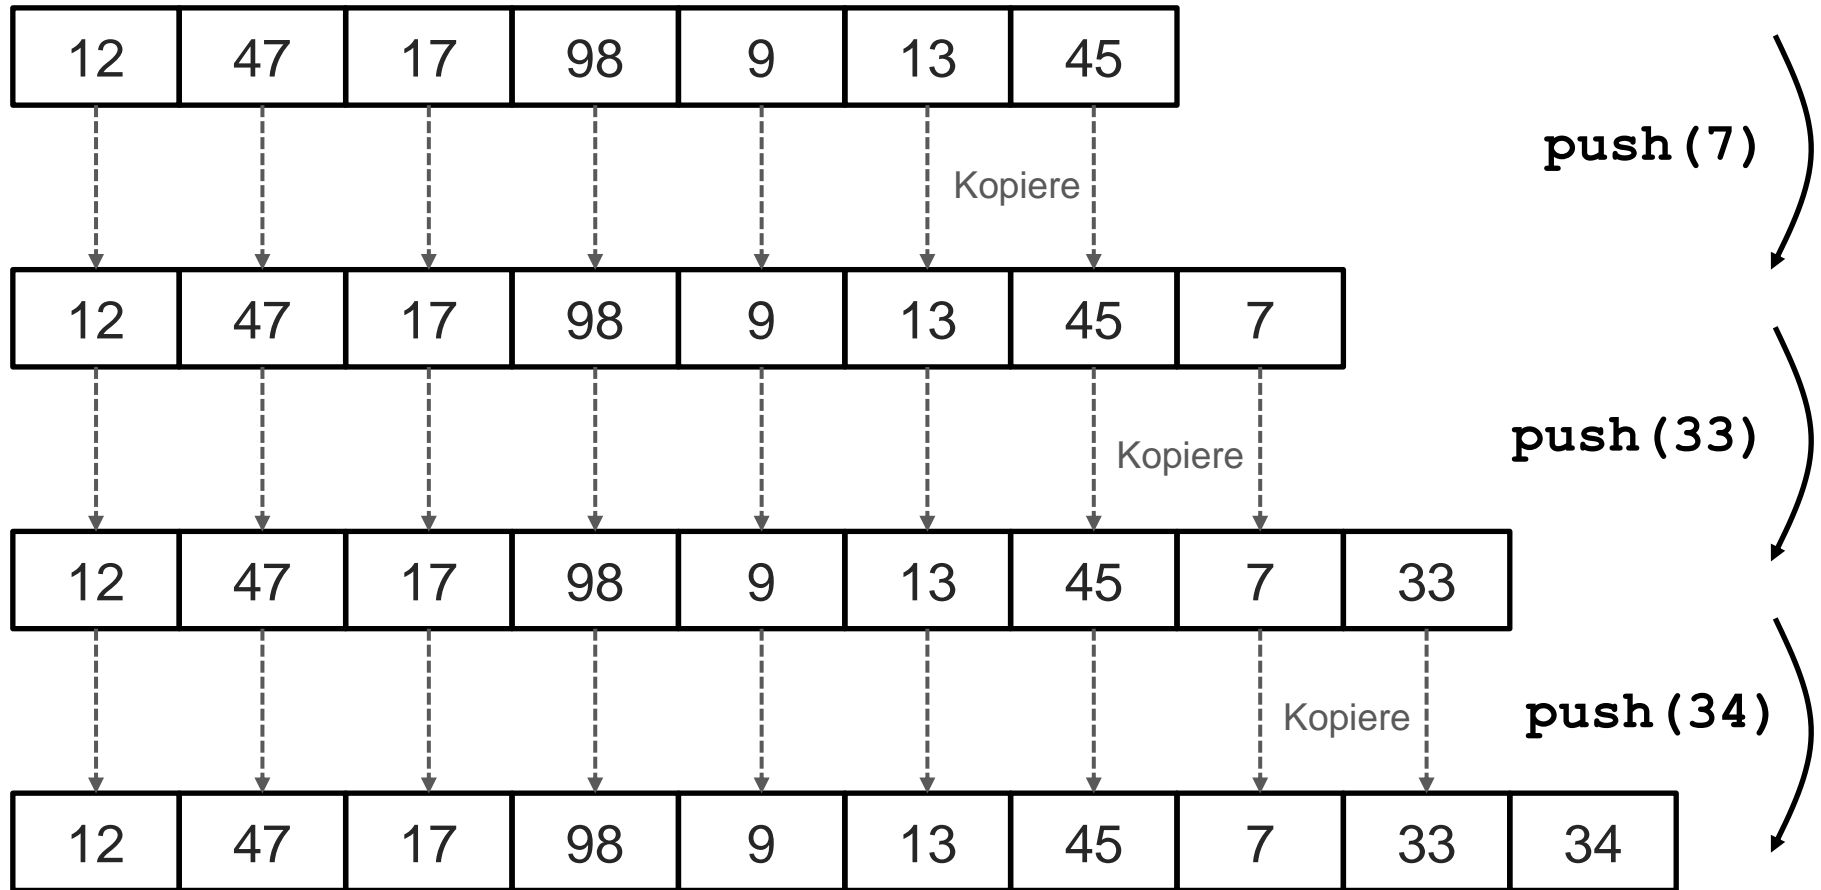 12 47 17 98 9 13 45
push(7)
Kopiere
12 47 17 98 9 13 45 7
push(33)
Kopiere
12 47 17 98 9 13 45 7 33
push(34)
Kopiere
12 47 17 98 9 13 45 7 33 34